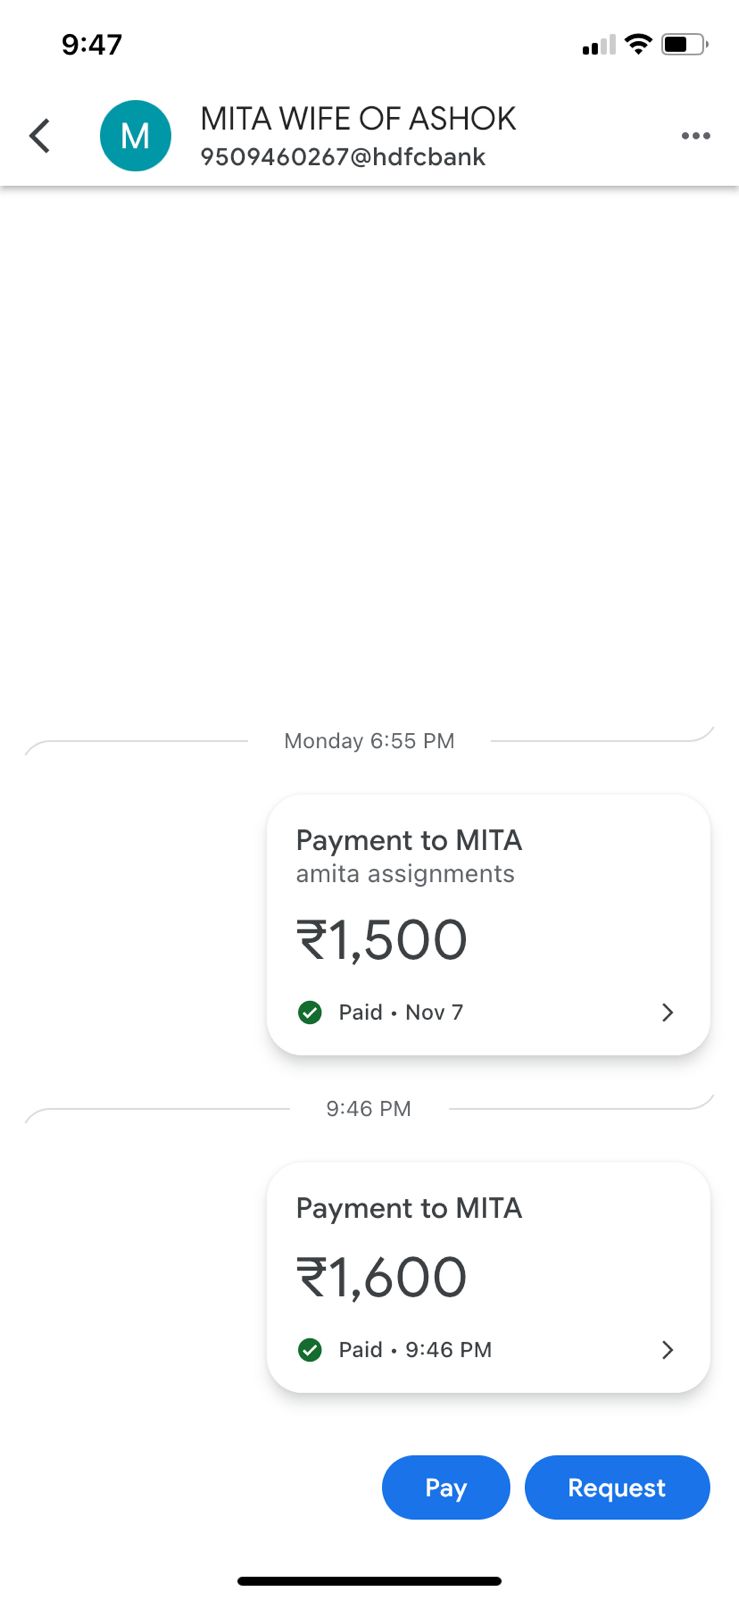 9:47
M
MITA WIFE OF ASHOK
9509460267@hdfcbank
Monday 6:55 PM
Payment to MITA
amita assignments
₹1,500
Paid • Nov 7
9:46 PM
Payment to MITA
₹1,600
Paid • 9:46 PM
Pay
Request